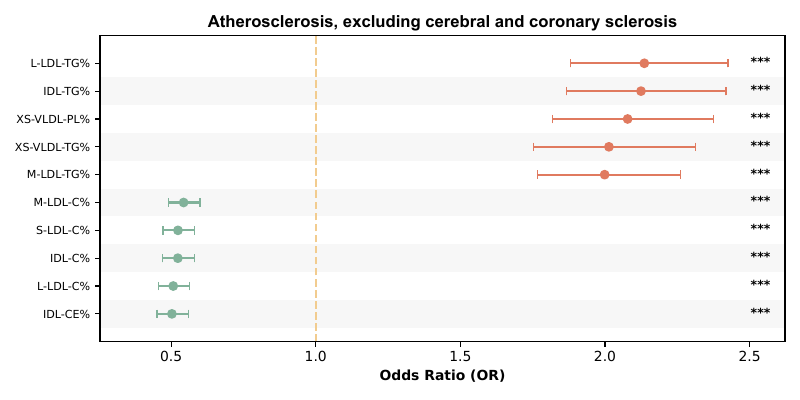 Atherosclerosis, excluding cerebral and coronary sclerosis
L-LDL-TG% ***
IDL-TG% ***
XS-VLDL-PL% ***
XS-VLDL-TG% ***
M-LDL-TG% ***
M-LDL-C% ***
S-LDL-C% ***
IDL-C% ***
L-LDL-C% ***
IDL-CE% ***
0.5 1.0 1.5 2.0 2.5
Odds Ratio (OR)